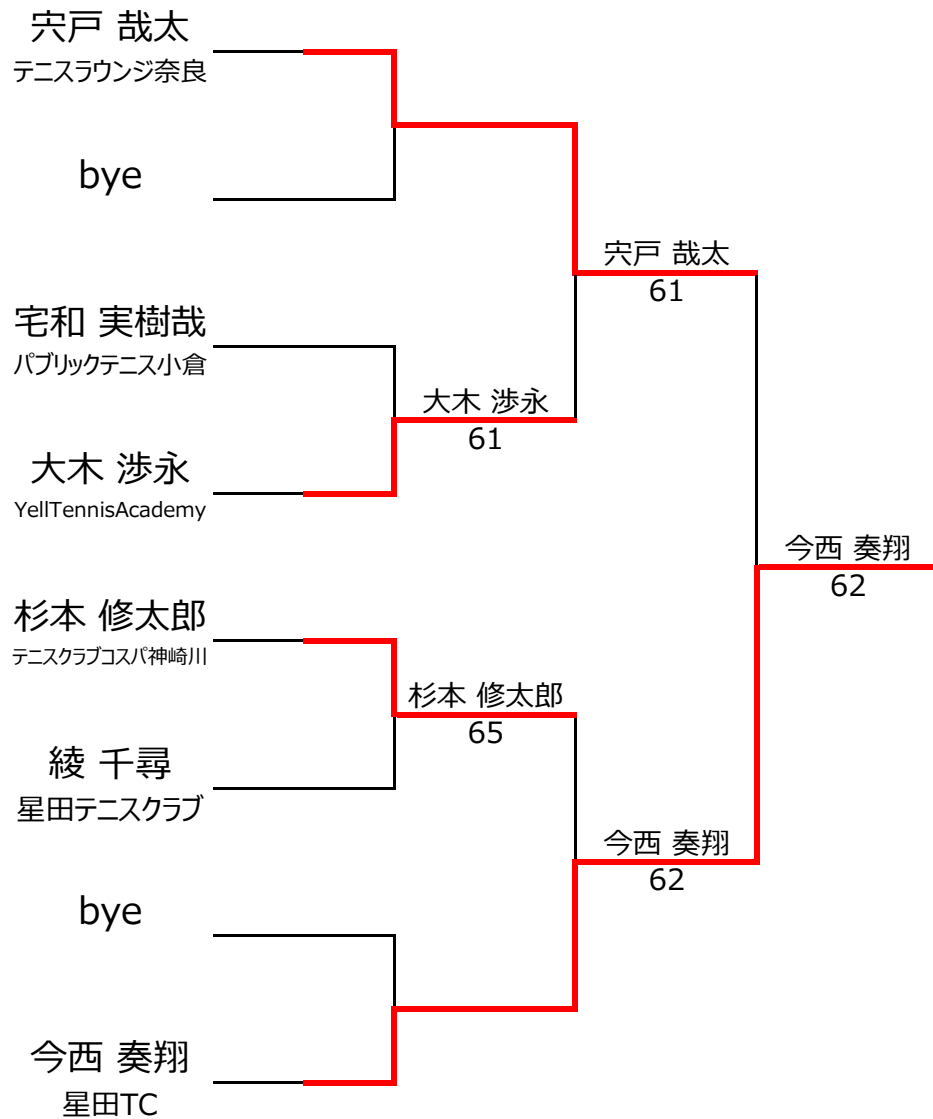 宍戸 哉太
テニスラウンジ奈良
bye
宍戸 哉太
61
宅和 実樹哉
パブリックテニス小倉
大木 渉永
61
大木 渉永
YellTennisAcademy
今西 奏翔
62
杉本 修太郎
テニスクラブコスパ神崎川
杉本 修太郎
65
綾 千尋
星田テニスクラブ
今西 奏翔
62
bye
今西 奏翔
星田TC